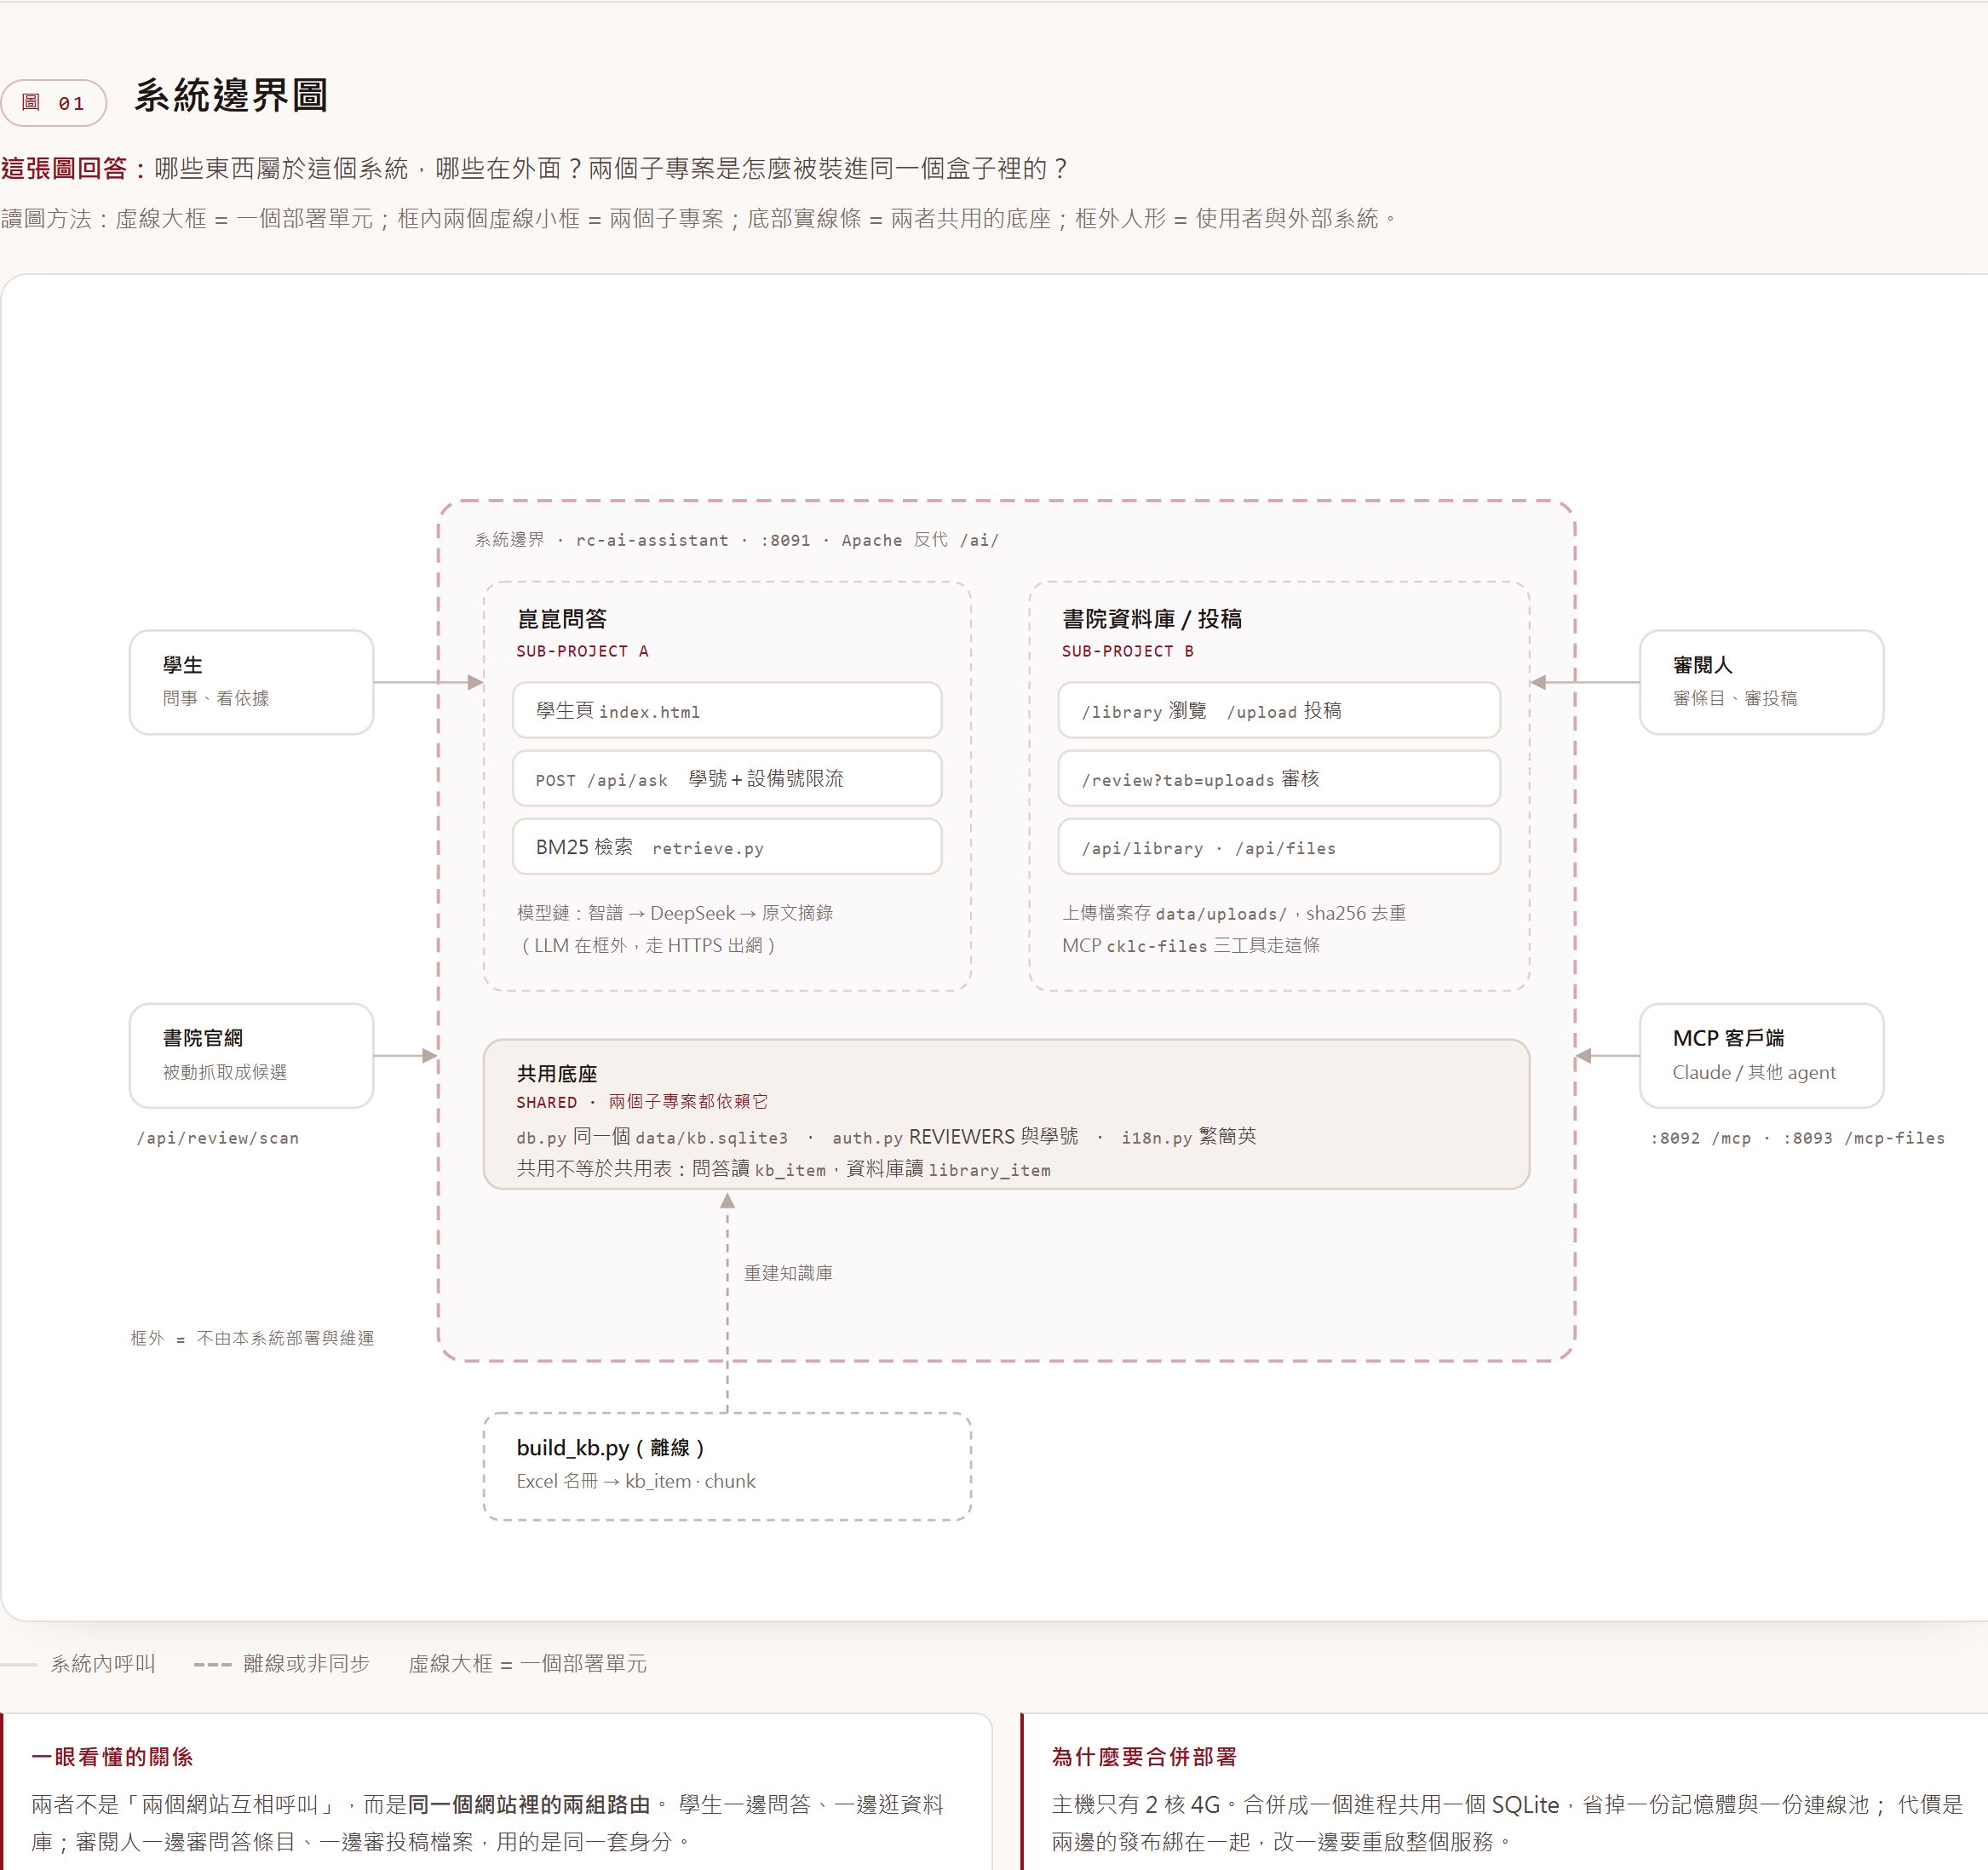 圖 01
系統邊界圖
這張圖回答：哪些東西屬於這個系統，哪些在外面？兩個子專案是怎麼被裝進同一個盒子裡的？
讀圖方法：虛線大框 = 一個部署單元；框內兩個虛線小框 = 兩個子專案；底部實線條 = 兩者共用的底座；框外人形 = 使用者與外部系統。
系統邊界 · rc-ai-assistant · :8091 · Apache 反代 /ai/
學生
問事、看依據
崑崑問答
SUB-PROJECT A
學生頁 index.html
POST /api/ask 學號 + 設備號限流
BM25 檢索 retrieve.py
模型鏈：智譜 → DeepSeek → 原文摘錄
（LLM 在框外，走 HTTPS 出網）
書院資料庫 / 投稿
SUB-PROJECT B
/library 瀏覽 /upload 投稿
/review?tab=uploads 審核
/api/library · /api/files
上傳檔案存 data/uploads/，sha256 去重
MCP cklc-files 三工具走這條
審閱人
審條目、審投稿
書院官網
被動抓取成候選
/api/review/scan
共用底座
SHARED · 兩個子專案都依賴它
db.py 同一個 data/kb.sqlite3 · auth.py REVIEWERS 與學號 · i18n.py 繁簡英
共用不等於共用表：問答讀 kb_item，資料庫讀 library_item
MCP 客戶端
Claude / 其他 agent
:8092 /mcp · :8093 /mcp-files
重建知識庫
框外 = 不由本系統部署與維運
build_kb.py（離線）
Excel 名冊 → kb_item · chunk
系統內呼叫
離線或非同步
虛線大框 = 一個部署單元
一眼看懂的關係
兩者不是「兩個網站互相呼叫」，而是同一個網站裡的兩組路由。 學生一邊問答、一邊逛資料
庫；審閱人一邊審問答條目、一邊審投稿檔案，用的是同一套身分。
為什麼要合併部署
主機只有 2 核 4G。合併成一個進程共用一個 SQLite，省掉一份記憶體與一份連線池； 代價是
兩邊的發布綁在一起，改一邊要重啟整個服務。